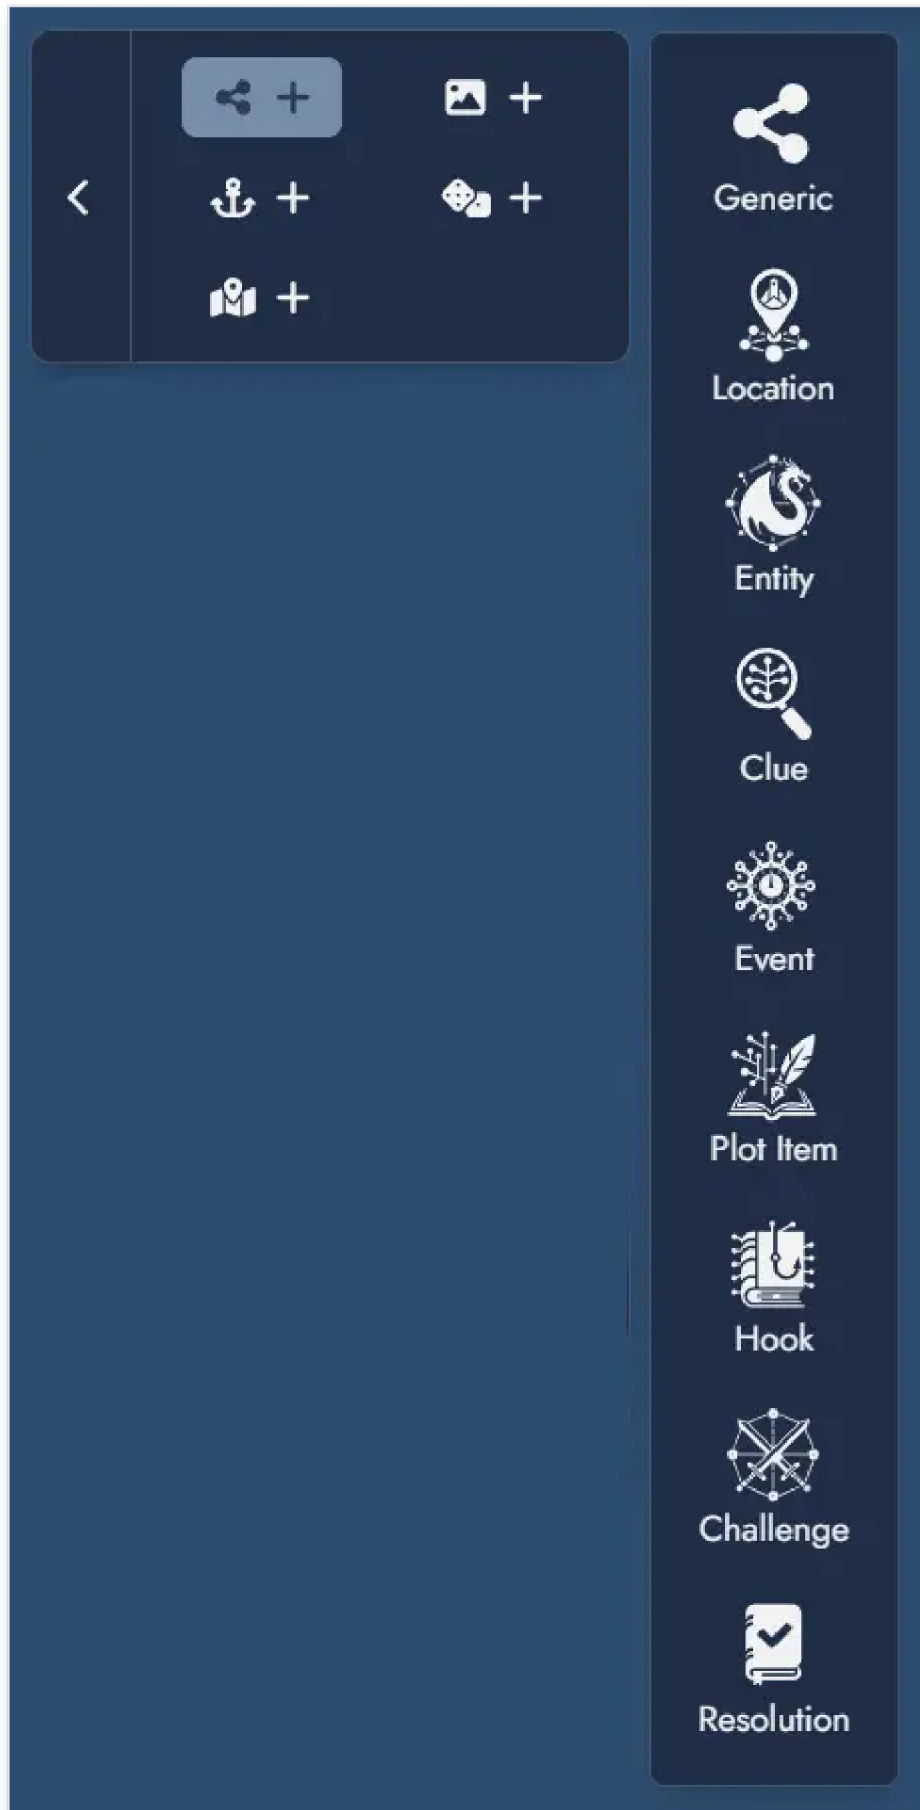 Generic
Location
Entity
Clue
Event
Plot Item
Hook
Challenge
Resolution